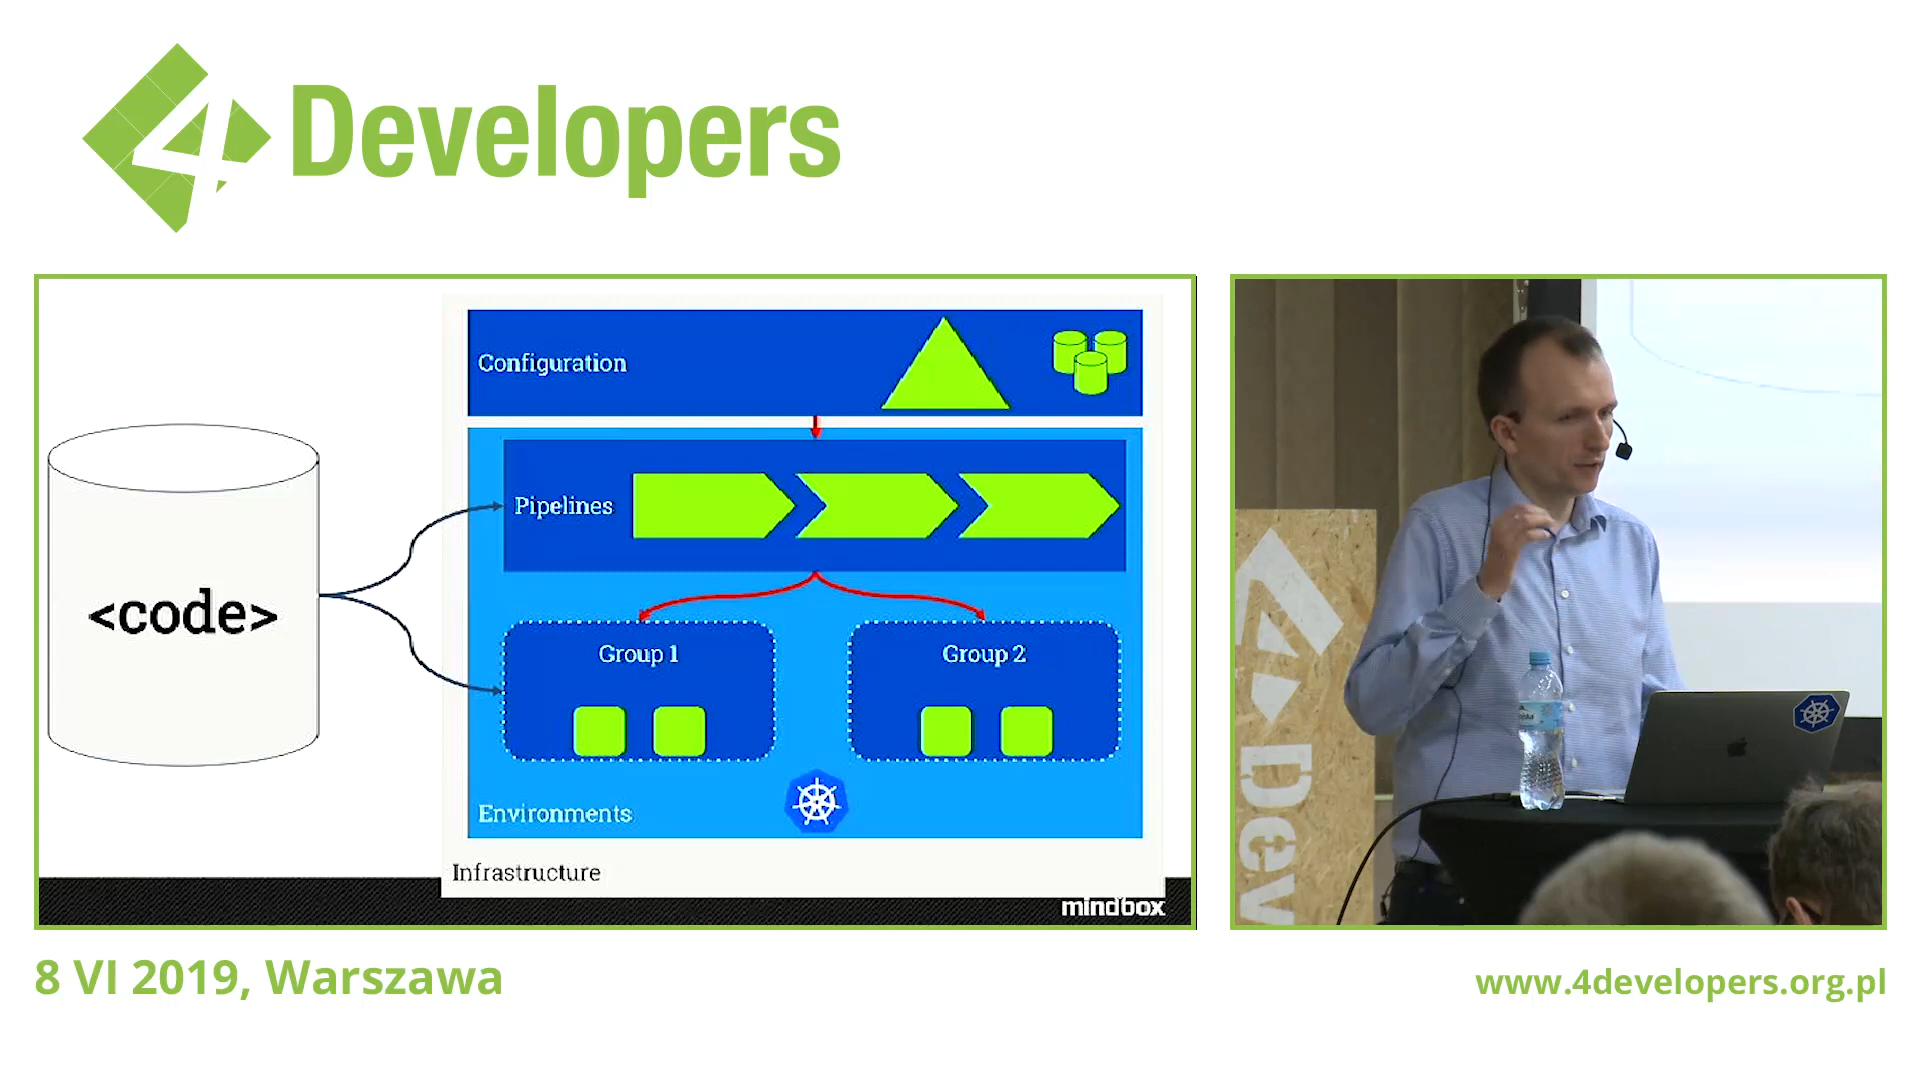 4Developers
Configuration
Pipelines
<code>
Group 1
Group 2
Environments
Infrastructure
mindbox
Dev
8 VI 2019, Warszawa
www.4developers.org.pl